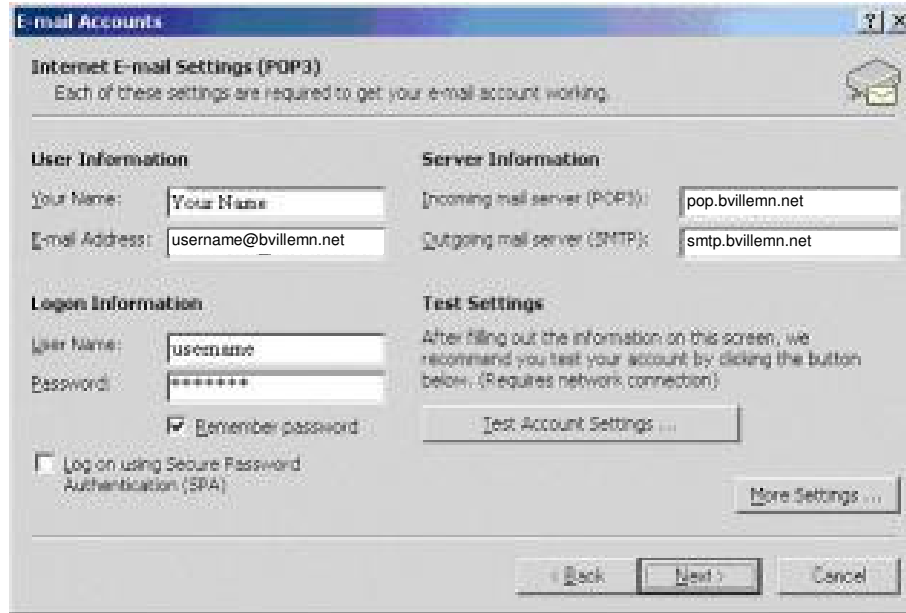 E-mail Accounts
Internet E-mail Settings (POP3)
Each of these settings are required to get your e-mail account working.
User Information
Your Name: Your Name
E-mail Address: username@bvillemn.net
Server Information
Incoming mail server (POP3): pop.bvillemn.net
Outgoing mail server (SMTP): smtp.bvillemn.net
Logon Information
User Name: username
Password: *******
Remember password
Log on using Secure Password
Authentication (SPA)
Test Settings
After filling out the information on this screen, we
recommend you test your account by clicking the button
below. (Requires network connection)
Test Account Settings ...
More Settings ...
< Back
Next >
Cancel